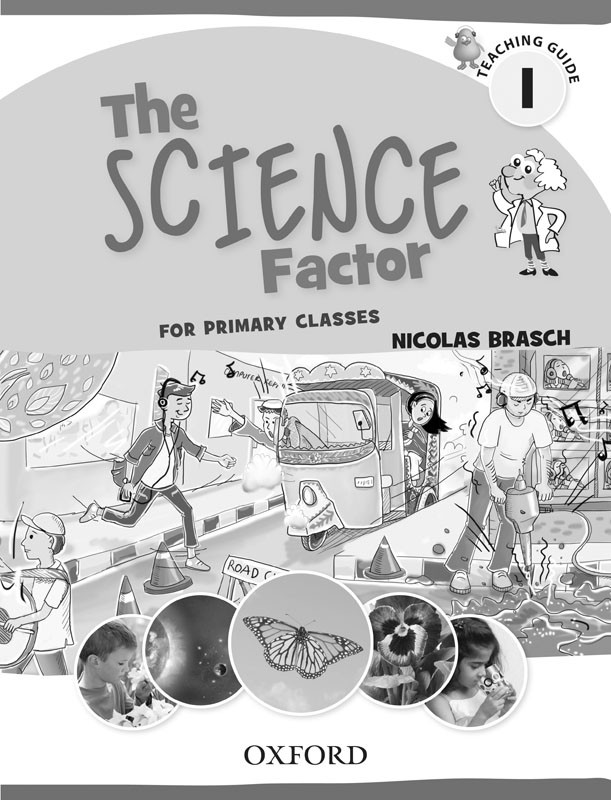 TEACHING GUIDE
1
The
SCIENCE
Factor
FOR PRIMARY CLASSES
NICOLAS BRASCH
ROAD
OXFORD